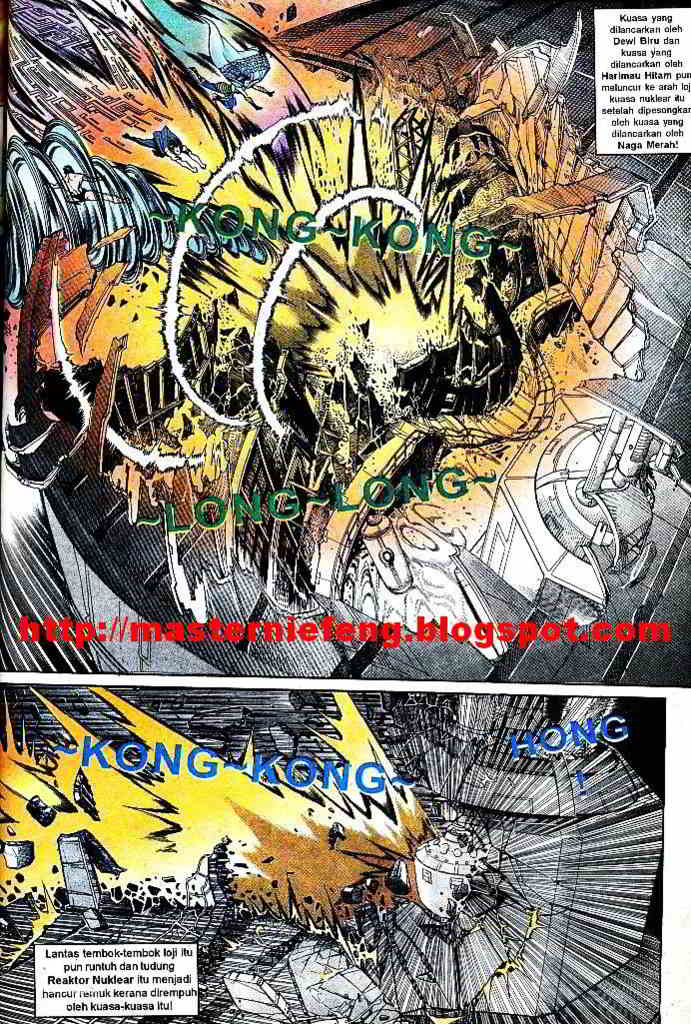 Kuasa yang
dilancarkan oleh
Dewi Biru dan
kuasa yang
dilancarkan oleh
Harimau Hitam pun
meluncur ke arah loji
kuasa nuklear itu
setelah dipesongkan
oleh kuasa yang
dilancarkan oleh
Naga Merah!
~KONG~KONG~
~LONG~LONG~
http://masterniefeng.blogspot.com
~KONG~KONG~
HONG
!
Lantas tembok-tembok loji itu
pun runtuh dan tudung
Reaktor Nuklear itu menjadi
hancur remuk kerana dirempuh
oleh kuasa-kuasa itu!